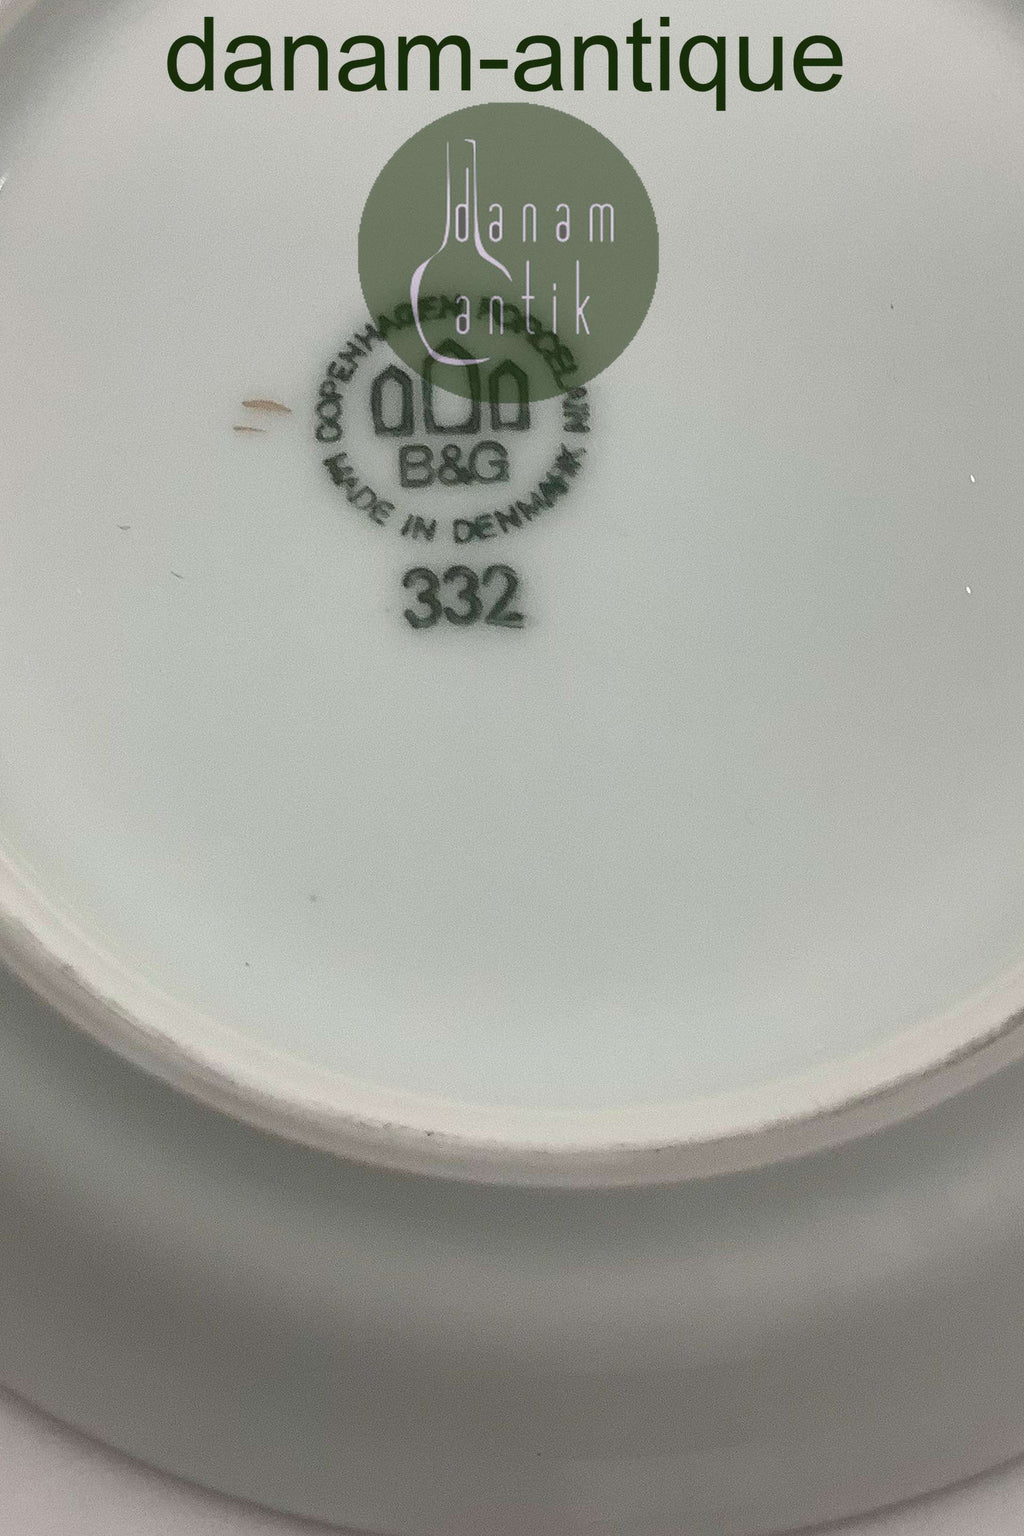 danam-antique
danam
antik
COPENHAGEN PORCELAIN
B&G
MADE IN DENMARK
332